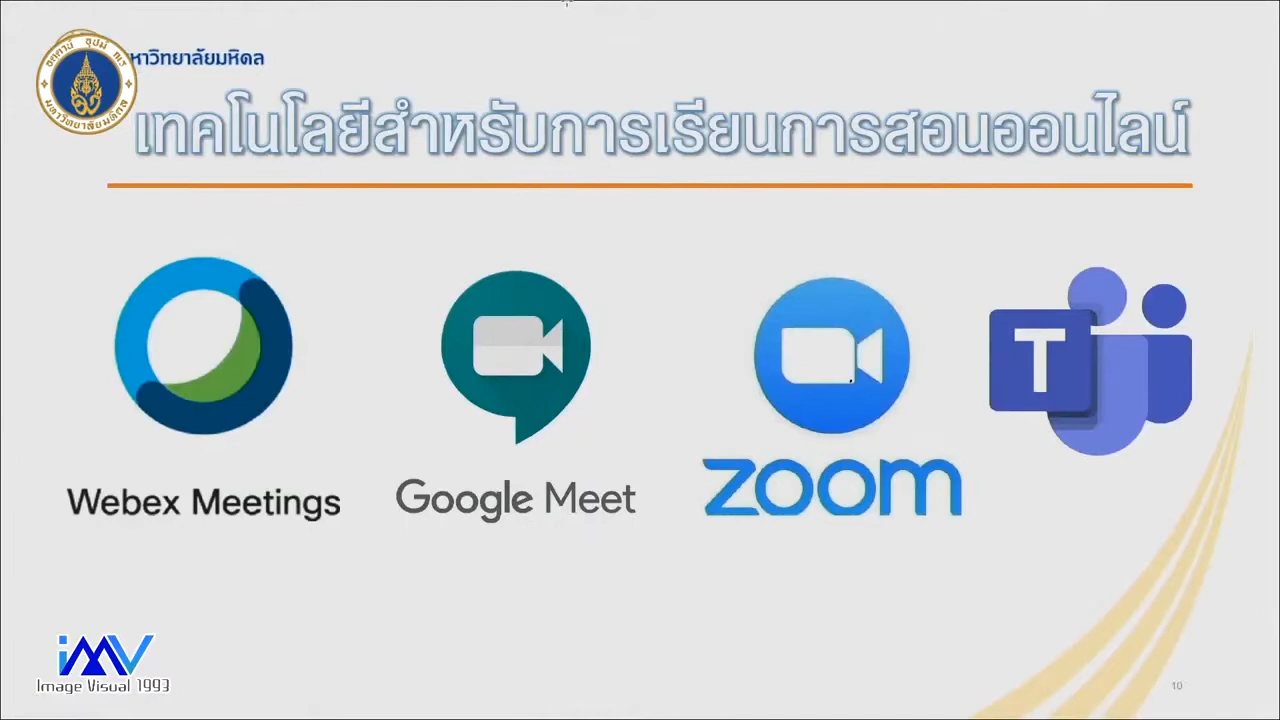 หาวิทยาลัยมหิดล
เทคโนโลยีสำหรับการเรียนการสอนออนไลน์
T
Webex Meetings
Google Meet
zoom
imv
Image Visual 1993
10